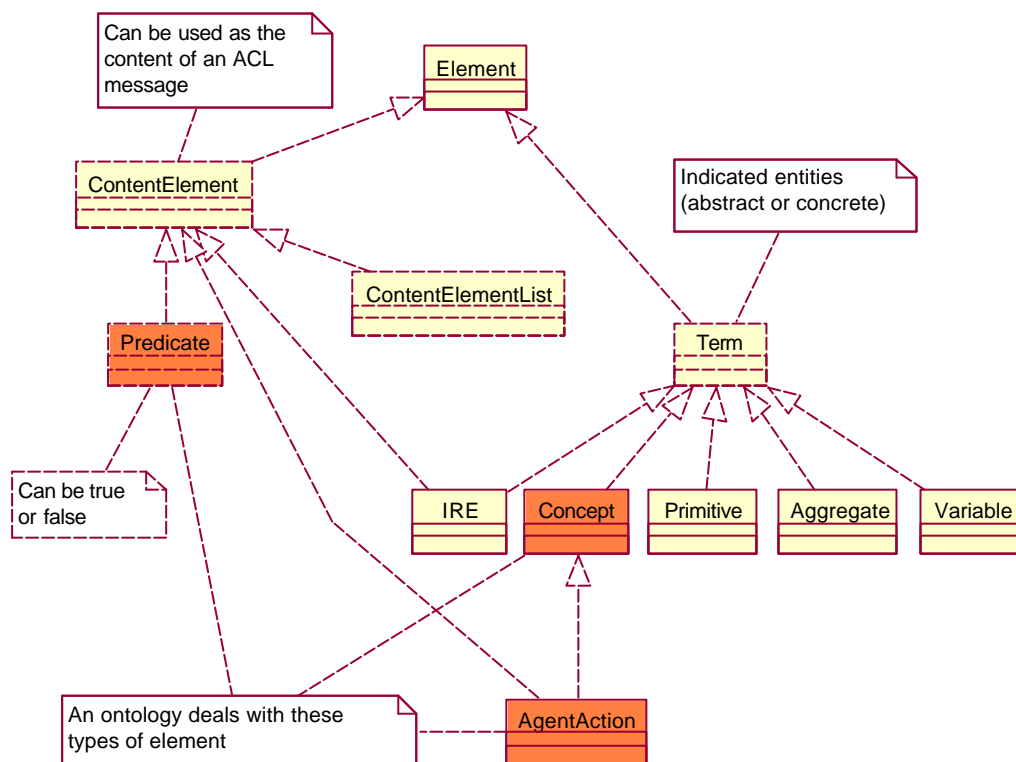 Can be used as the
content of an ACL
message
Element
ContentElement
Indicated entities
(abstract or concrete)
ContentElementList
Predicate
Term
Can be true
or false
IRE
Concept
Primitive
Aggregate
Variable
An ontology deals with these
types of element
AgentAction